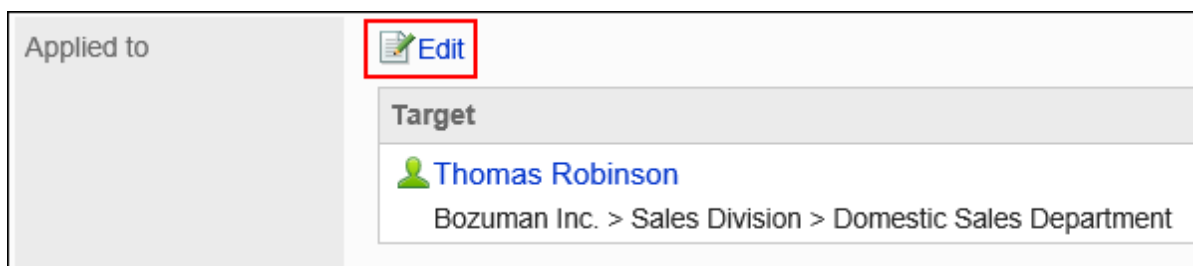 Applied to
Edit
Target
Thomas Robinson
Bozuman Inc. > Sales Division > Domestic Sales Department